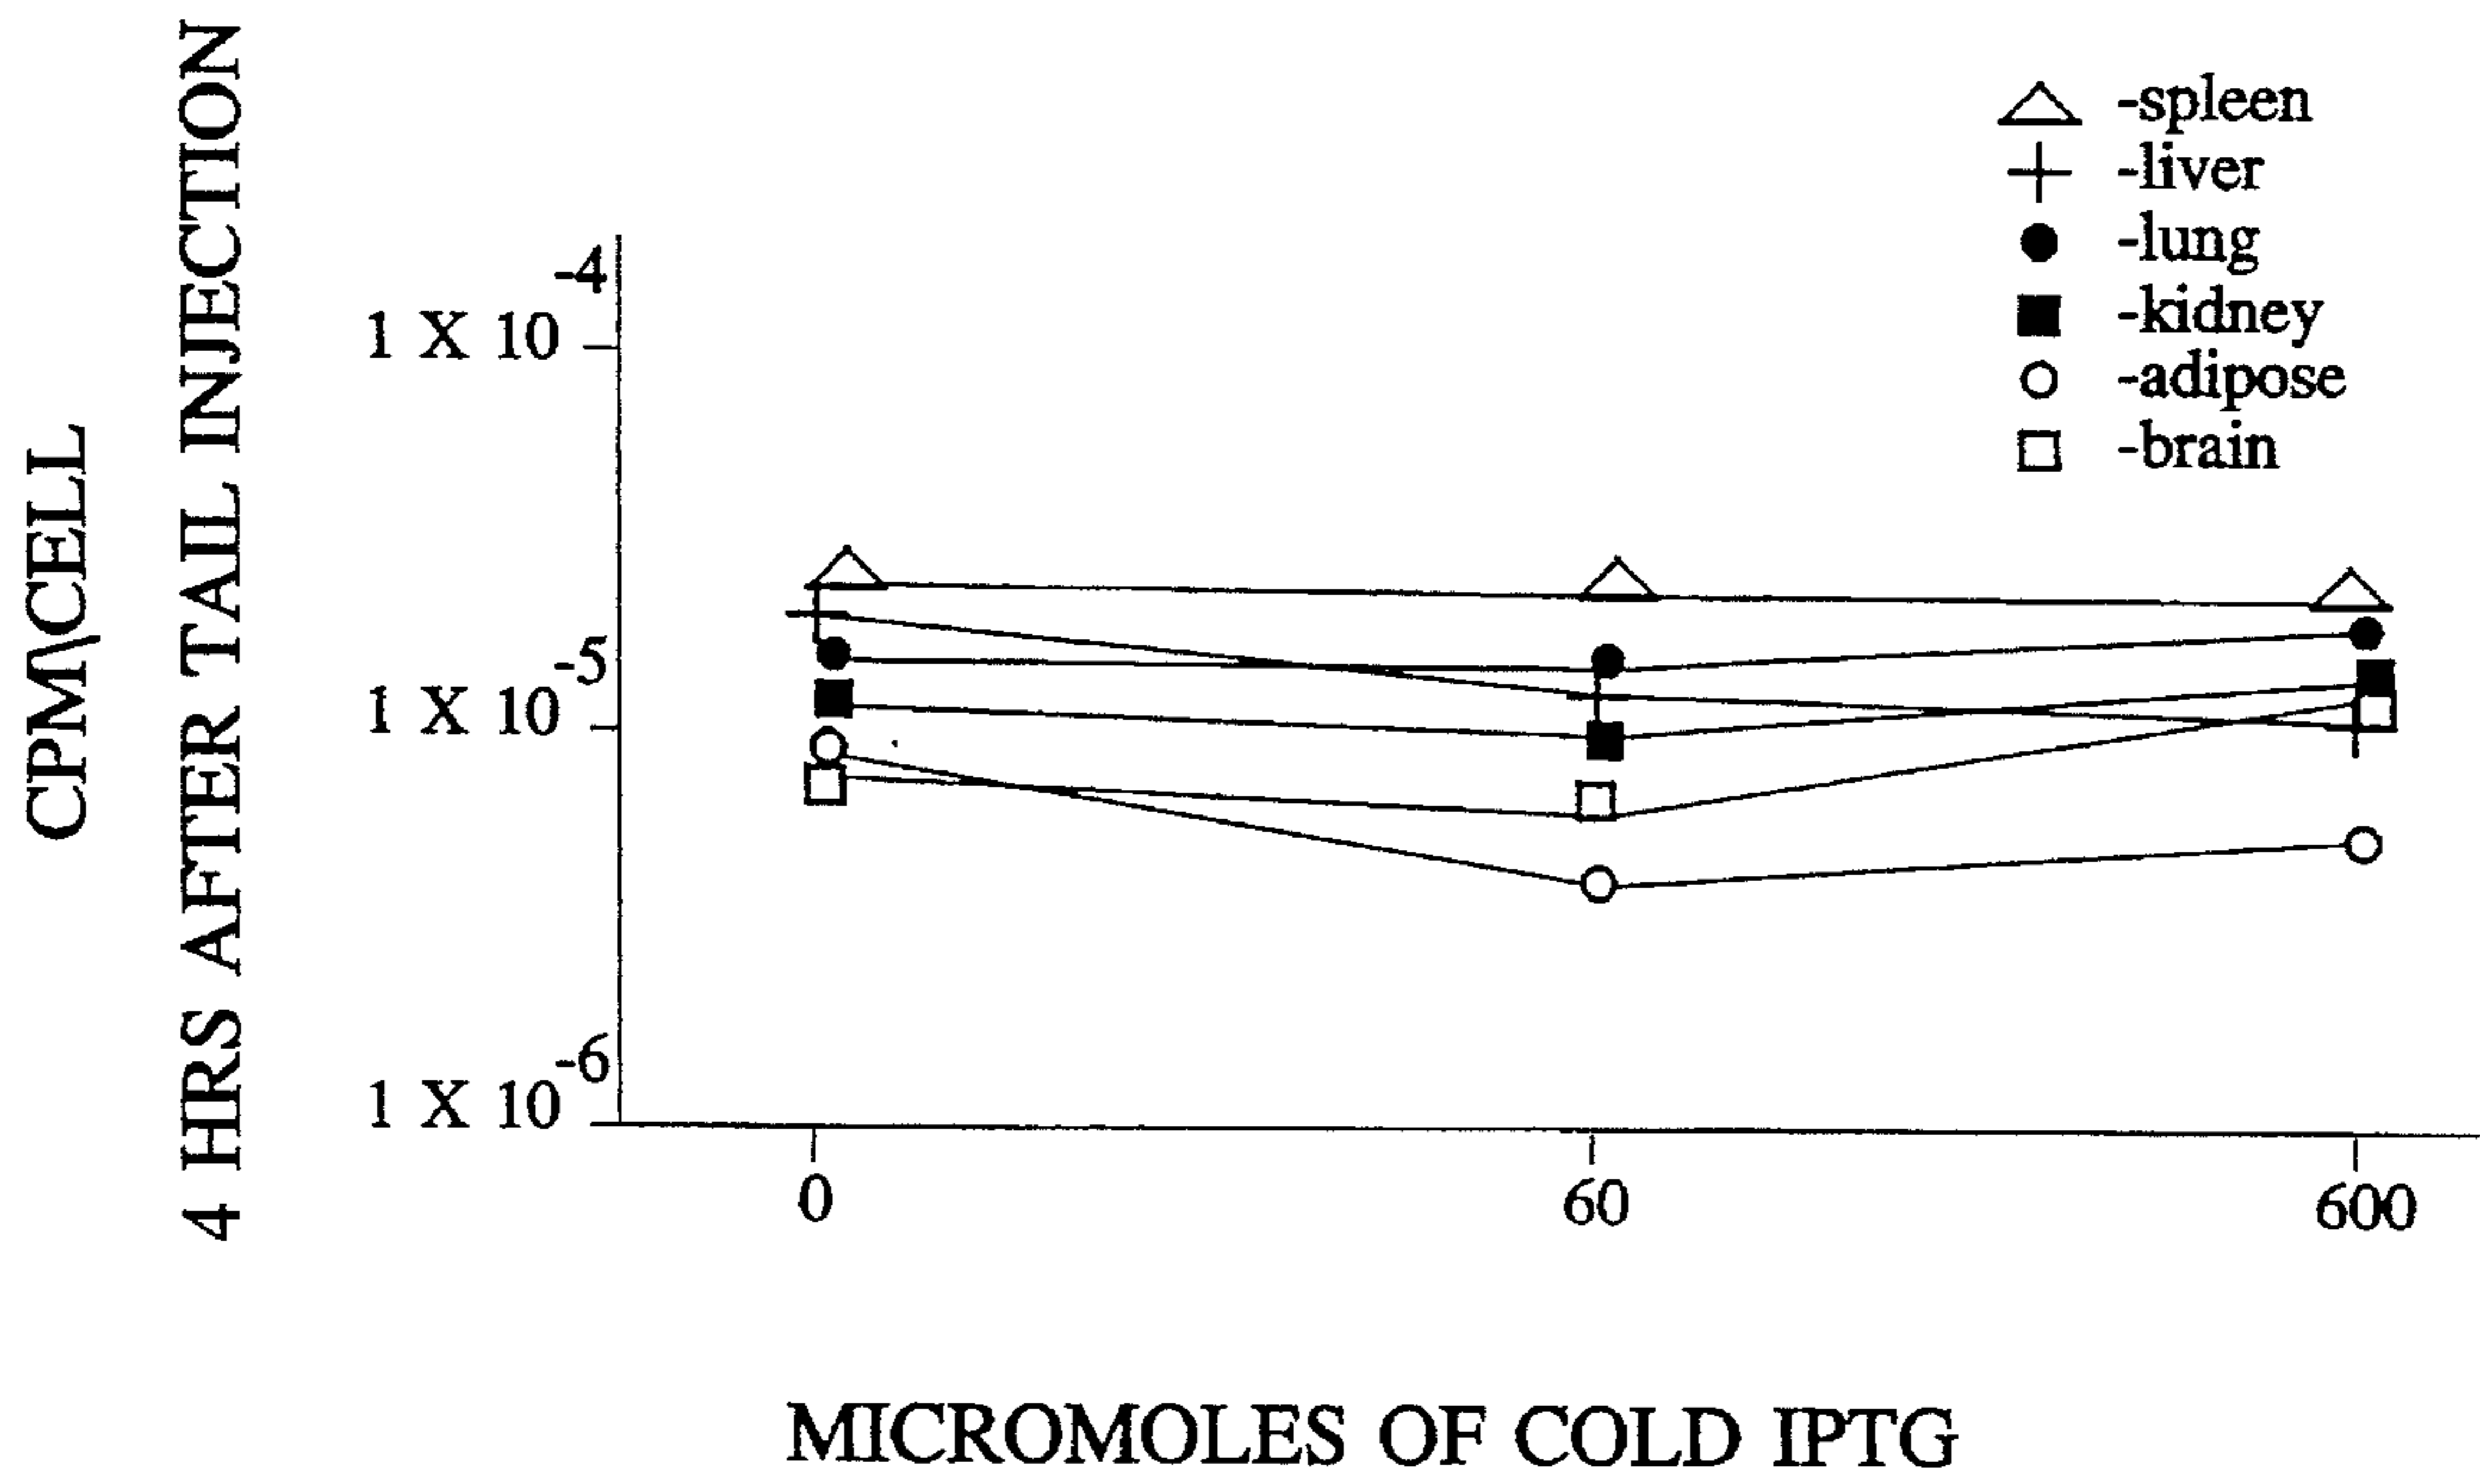 CPM\CELL
4 HRS AFTER TAIL INJECTION
-spleen
-liver
-lung
-kidney
-adipose
-brain
1 X 10-4
1 X 10-5
1 X 10-6
0 60 600
MICROMOLES OF COLD IPTG